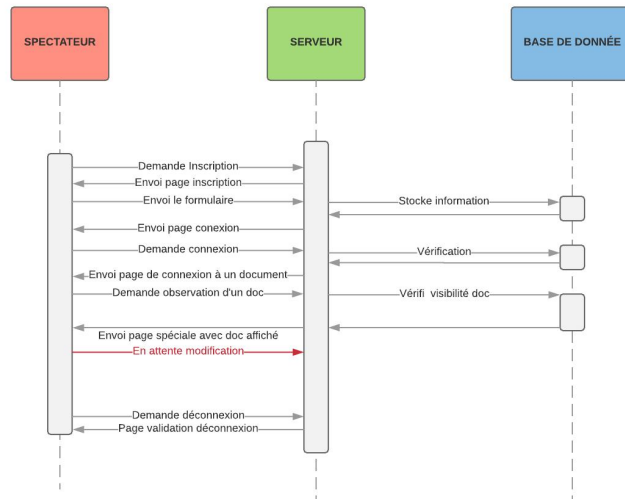 SPECTATEUR
SERVEUR
BASE DE DONNÉE
Demande Inscription
Envoi page inscription
Envoi le formulaire
Stocke information
Envoi page conexion
Demande connexion
Vérification
Envoi page de connexion à un document
Demande observation d'un doc
Vérifi visibilité doc
Envoi page spéciale avec doc affiché
En attente modification
Demande déconnexion
Page validation déconnexion